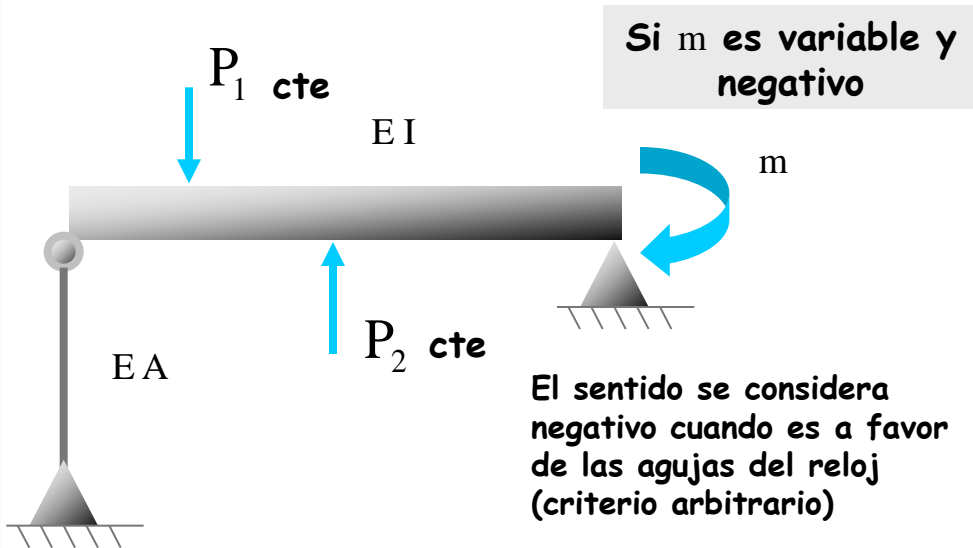 Si m es variable y
negativo
P1 cte
E I
m
P2 cte
E A
El sentido se considera
negativo cuando es a favor
de las agujas del reloj
(criterio arbitrario)